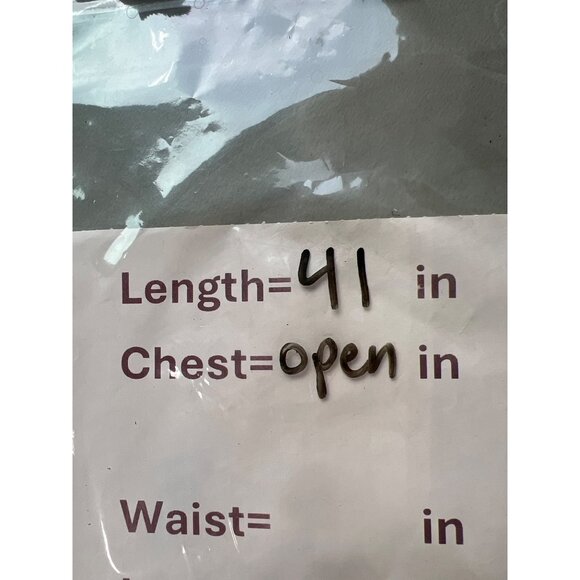 Length=41 in
Chest=open in
Waist= in